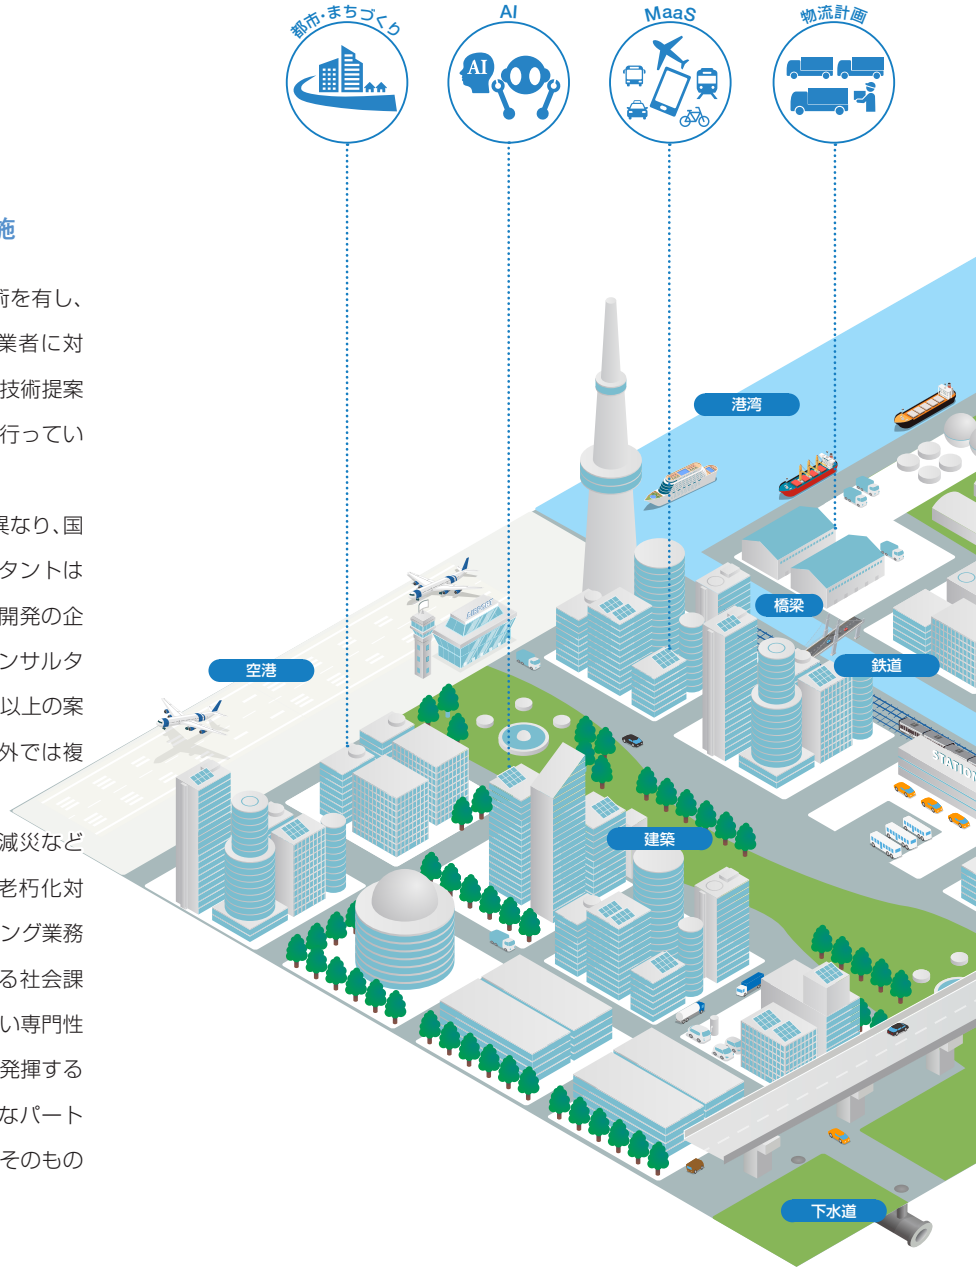 都市・まちづくり
AI
MaaS
物流計画
AI
施
術を有し、
業者に対
技術提案
行ってい
異なり、国
タントは
開発の企
ンサルタ
以上の案
外では複
減災など
老朽化対
ング業務
る社会課
い専門性
発揮する
なパート
そのもの
港湾
橋梁
鉄道
空港
AIRPORT
STATION
建築
下水道